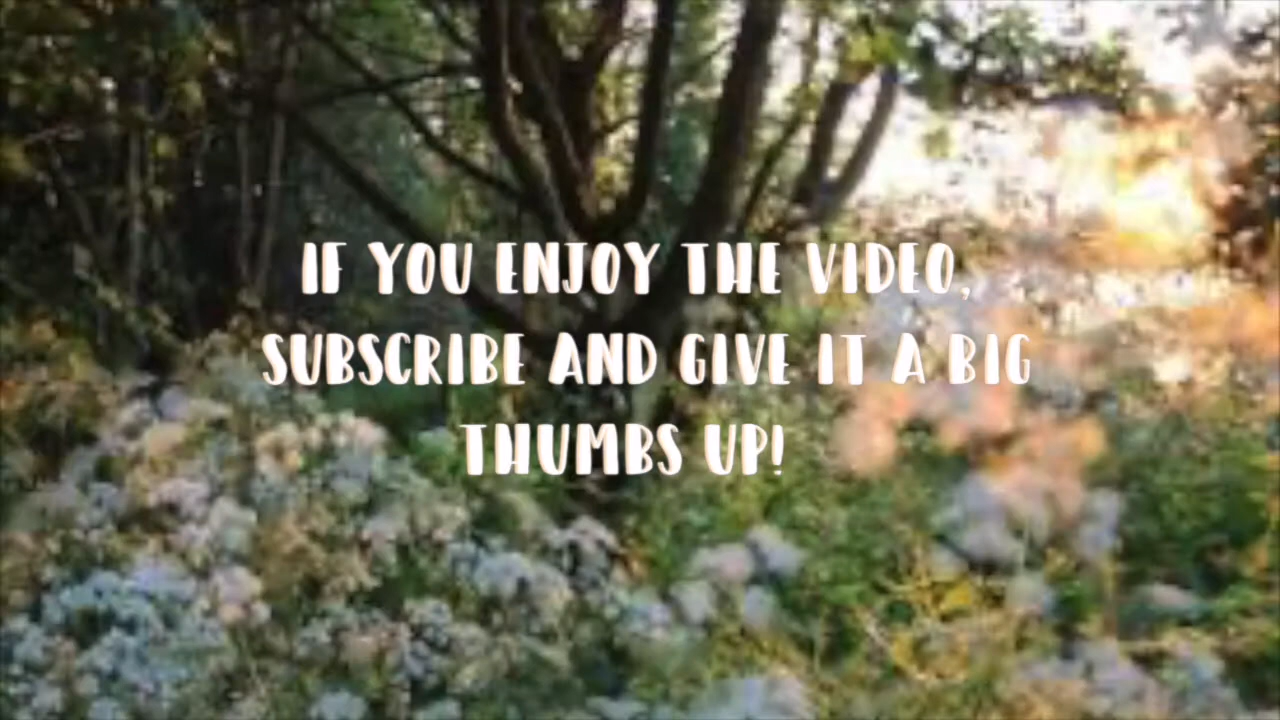 IF YOU ENJOY THE VIDEO,
SUBSCRIBE AND GIVE IT A BIG
THUMBS UP!